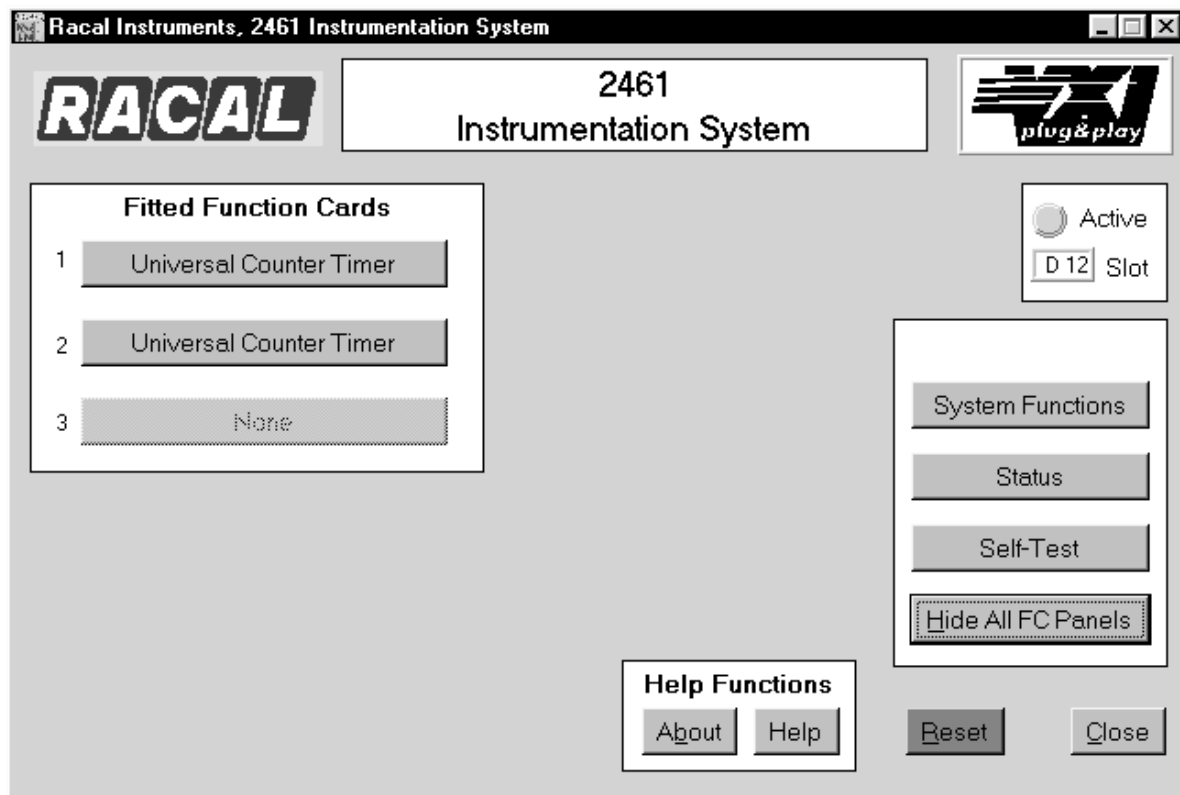 Racal Instruments, 2461 Instrumentation System
RACAL
2461
Instrumentation System
VXI
plug&play
Fitted Function Cards
1 Universal Counter Timer
2 Universal Counter Timer
3 None
Active
D 12 Slot
System Functions
Status
Self-Test
Hide All FC Panels
Help Functions
About Help
Reset
Close